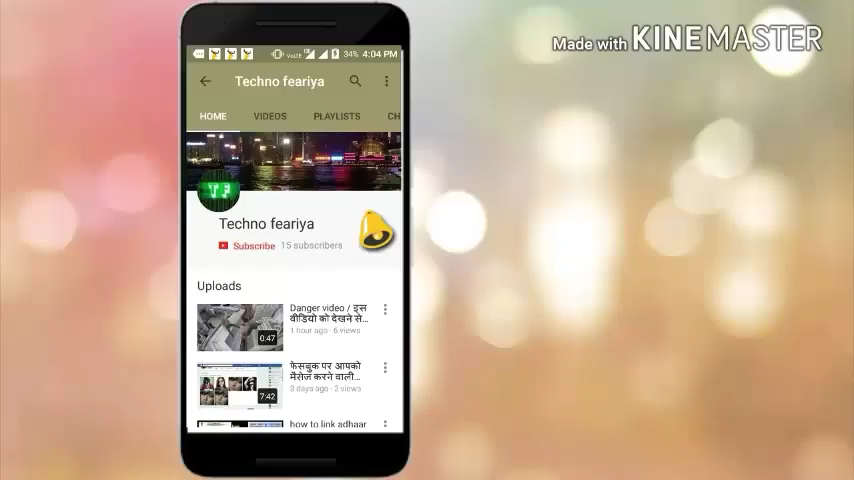 Made with KINEMASTER
VoLTE 34% 4:04 PM
Techno feariya
HOME VIDEOS PLAYLISTS CH
TF
Techno feariya
Subscribe 15 subscribers
Uploads
Danger video / इस
वीडियो को देखने से...
1 hour ago · 6 views
0:47
फेसबुक पर आपको
मैसेज करने वाली...
3 days ago · 2 views
7:42
how to link adhaar